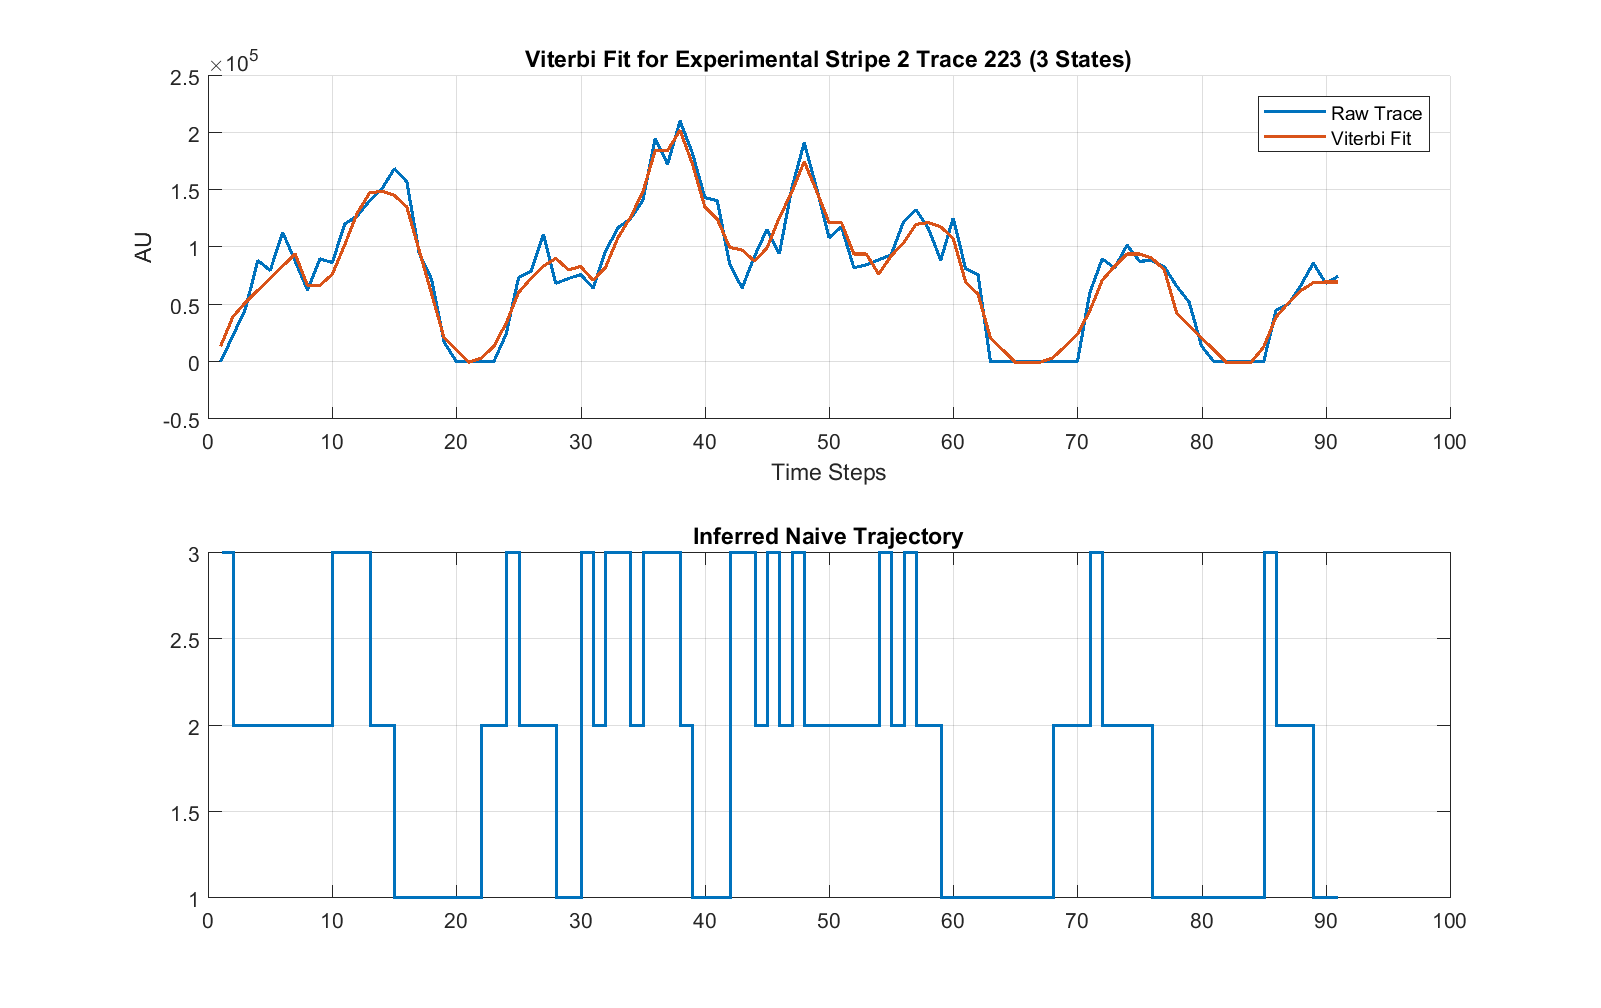 Viterbi Fit for Experimental Stripe 2 Trace 223 (3 States)
×10^5
2.5
2
1.5
1
0.5
0
-0.5
AU
Raw Trace
Viterbi Fit
0 10 20 30 40 50 60 70 80 90 100
Time Steps
Inferred Naive Trajectory
3
2.5
2
1.5
1
0 10 20 30 40 50 60 70 80 90 100